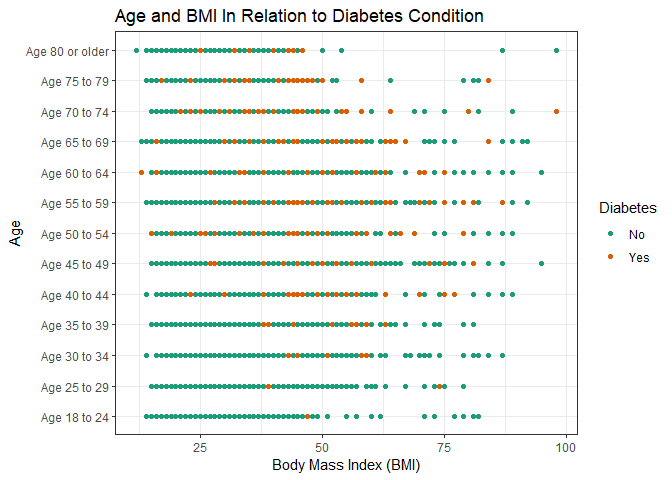 Age and BMI In Relation to Diabetes Condition
Age 80 or older
Age 75 to 79
Age 70 to 74
Age 65 to 69
Age 60 to 64
Age 55 to 59
Age 50 to 54
Age 45 to 49
Age 40 to 44
Age 35 to 39
Age 30 to 34
Age 25 to 29
Age 18 to 24
Age
25 50 75 100
Body Mass Index (BMI)
Diabetes
No
Yes